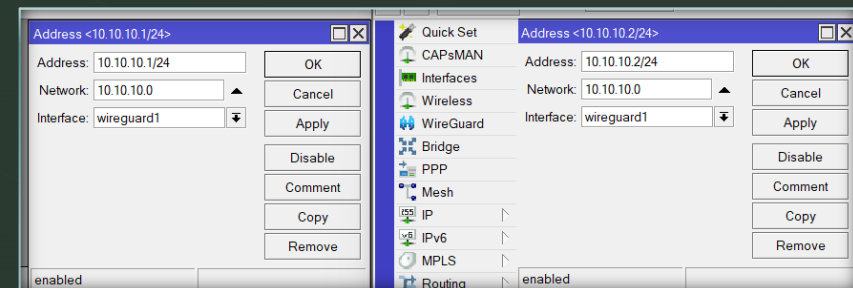 Address <10.10.10.1/24>
Address: 10.10.10.1/24
OK
Network: 10.10.10.0
Cancel
Interface: wireguard1
Apply
Disable
Comment
Copy
Remove
enabled
Quick Set
CAPsMAN
Interfaces
Wireless
WireGuard
Bridge
PPP
Mesh
IP
IPv6
MPLS
Routing
Address <10.10.10.2/24>
Address: 10.10.10.2/24
OK
Network: 10.10.10.0
Cancel
Interface: wireguard1
Apply
Disable
Comment
Copy
Remove
enabled